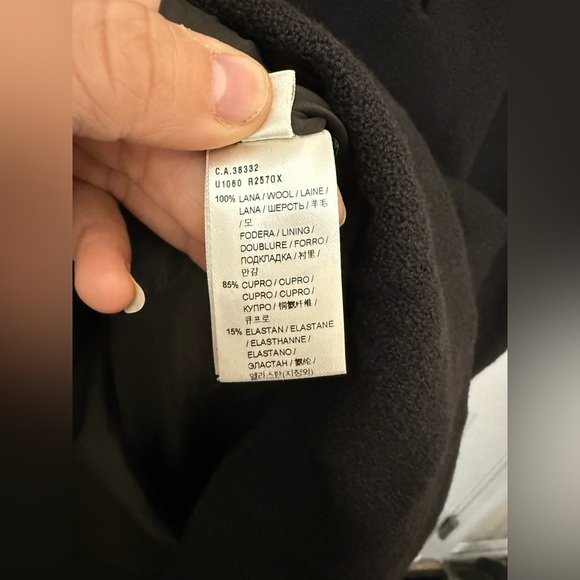 C.A.38332
U1060 R2570X
100% LANA / WOOL / LAINE /
LANA / ШЕРСТЬ / 羊毛
/ 모
FODERA / LINING /
DOUBLURE / FORRO /
ПОДКЛАДКА / 衬里 /
안감
85% CUPRO / CUPRO /
CUPRO / CUPRO /
КУПРО / 铜氨纤维 /
큐프로
15% ELASTAN / ELASTANE
/ ELASTHANNE /
ELASTANO /
ЭЛАСТАН / 氨纶 /
엘라스탄(지정외)